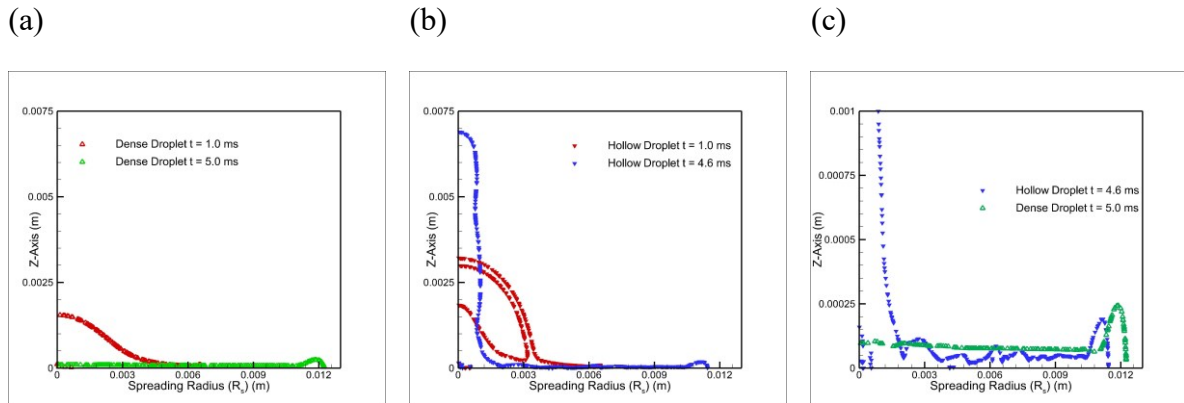 (a)
(b)
(c)
0.0075
Dense Droplet t = 1.0 ms
Dense Droplet t = 5.0 ms
0.005
Z-Axis (m)
0.0025
0
0 0.003 0.006 0.009 0.012
Spreading Radius (Rs) (m)
0.0075
Hollow Droplet t = 1.0 ms
Hollow Droplet t = 4.6 ms
0.005
Z-Axis (m)
0.0025
0
0 0.003 0.006 0.009 0.012
Spreading Radius (Rs) (m)
0.001
0.00075
Hollow Droplet t = 4.6 ms
Dense Droplet t = 5.0 ms
0.0005
Z-Axis (m)
0.00025
0
0 0.003 0.006 0.009 0.012
Spreading Radius (Rs) (m)